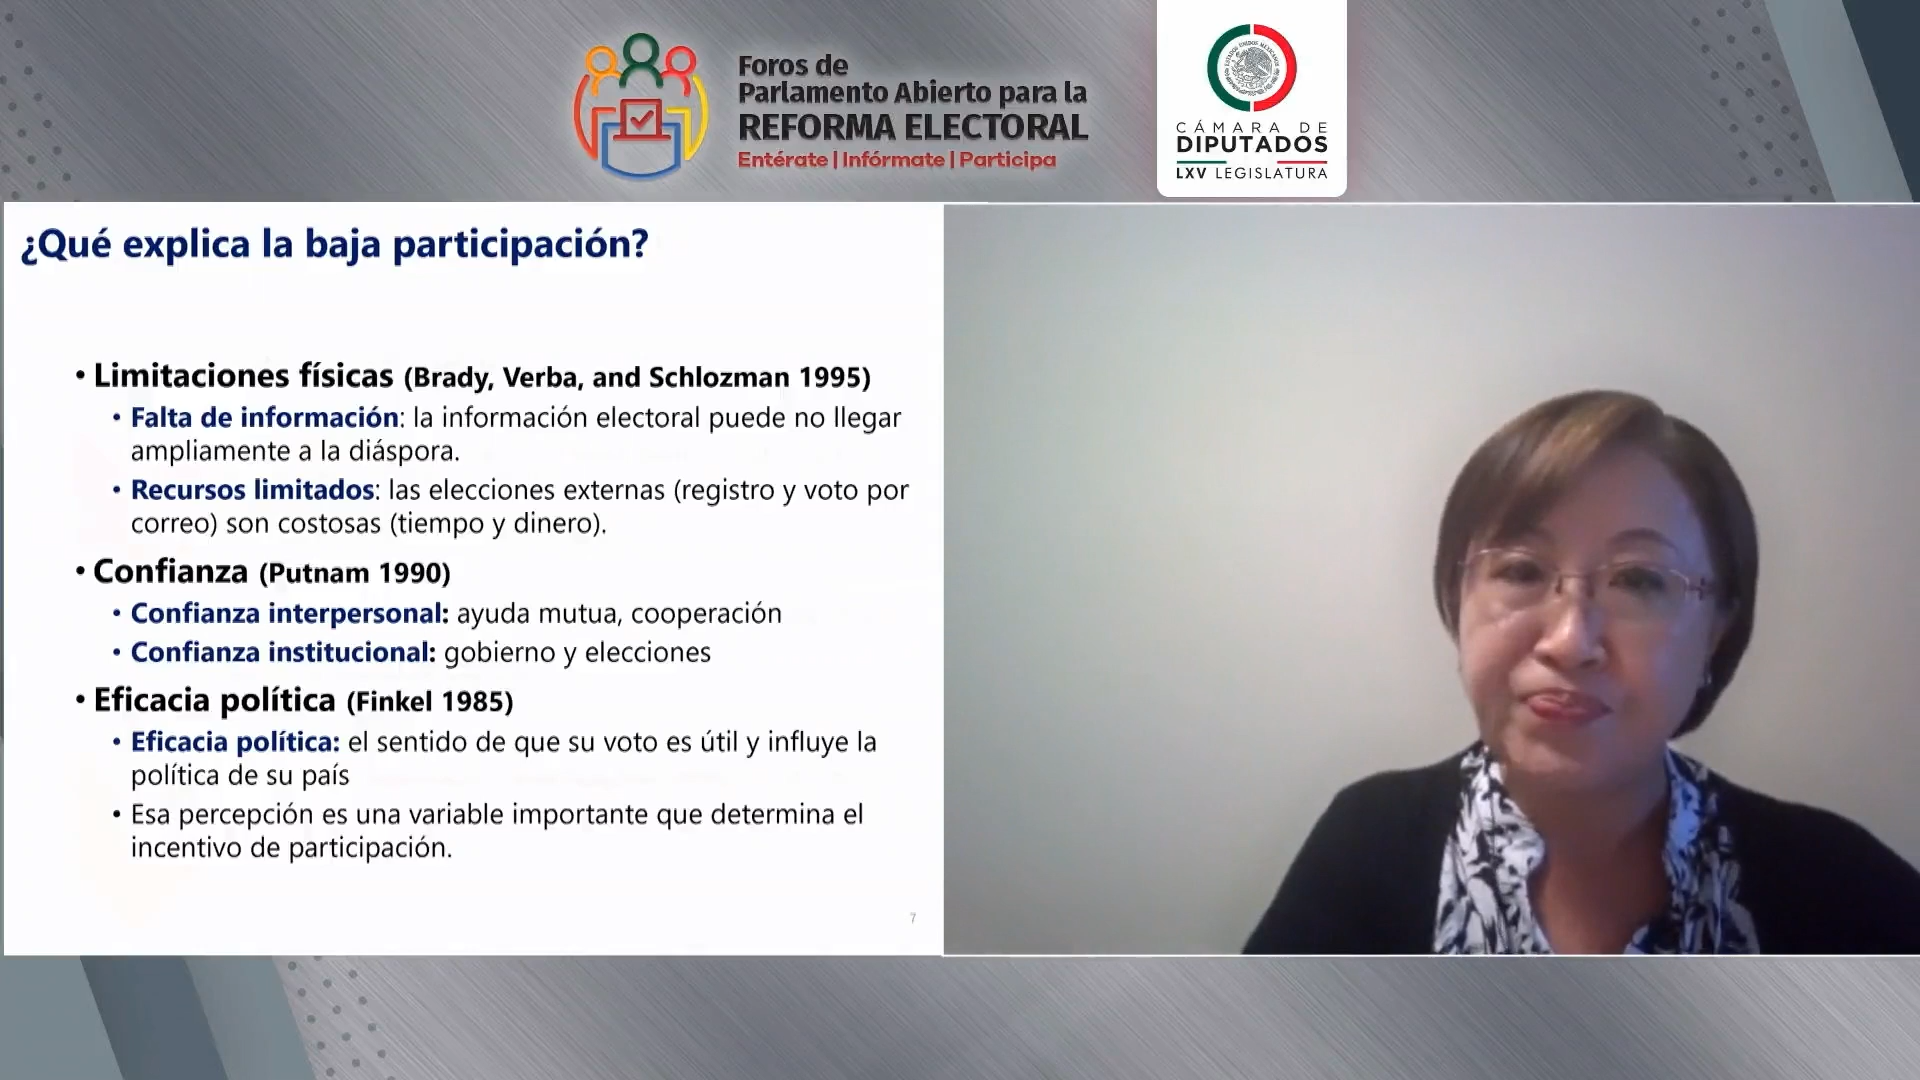 Foros de
Parlamento Abierto para la
REFORMA ELECTORAL
Entérate | Infórmate | Participa
CÁMARA DE
DIPUTADOS
LXV LEGISLATURA
¿Qué explica la baja participación?
• Limitaciones físicas (Brady, Verba, and Schlozman 1995)
• Falta de información: la información electoral puede no llegar
ampliamente a la diáspora.
• Recursos limitados: las elecciones externas (registro y voto por
correo) son costosas (tiempo y dinero).
• Confianza (Putnam 1990)
• Confianza interpersonal: ayuda mutua, cooperación
• Confianza institucional: gobierno y elecciones
• Eficacia política (Finkel 1985)
• Eficacia política: el sentido de que su voto es útil y influye la
política de su país
• Esa percepción es una variable importante que determina el
incentivo de participación.
7